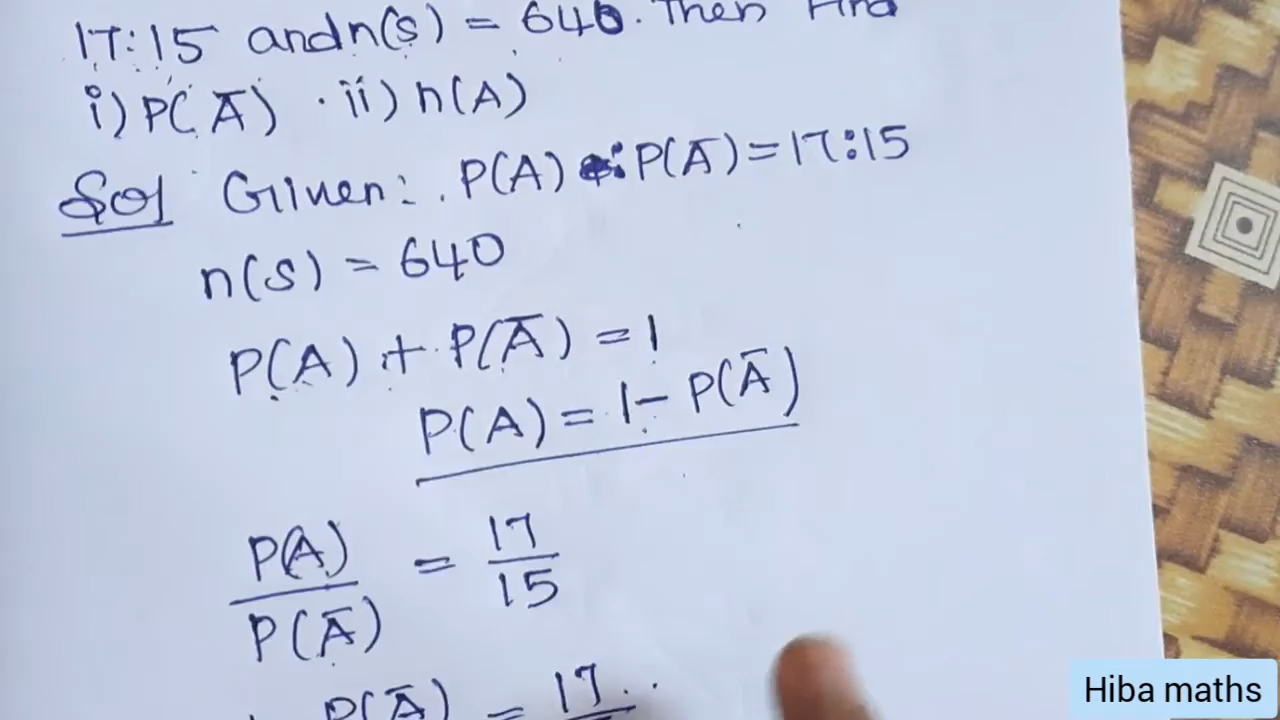 17:15 and n(s) = 640. Then Find
i) P(Ā) . ii) n(A)
Sol Given: P(A) : P(Ā) = 17:15
n(s) = 640
P(A) + P(Ā) = 1
P(A) = 1 - P(Ā)
P(A) / P(Ā) = 17 / 15
P(Ā) = 17
Hiba maths